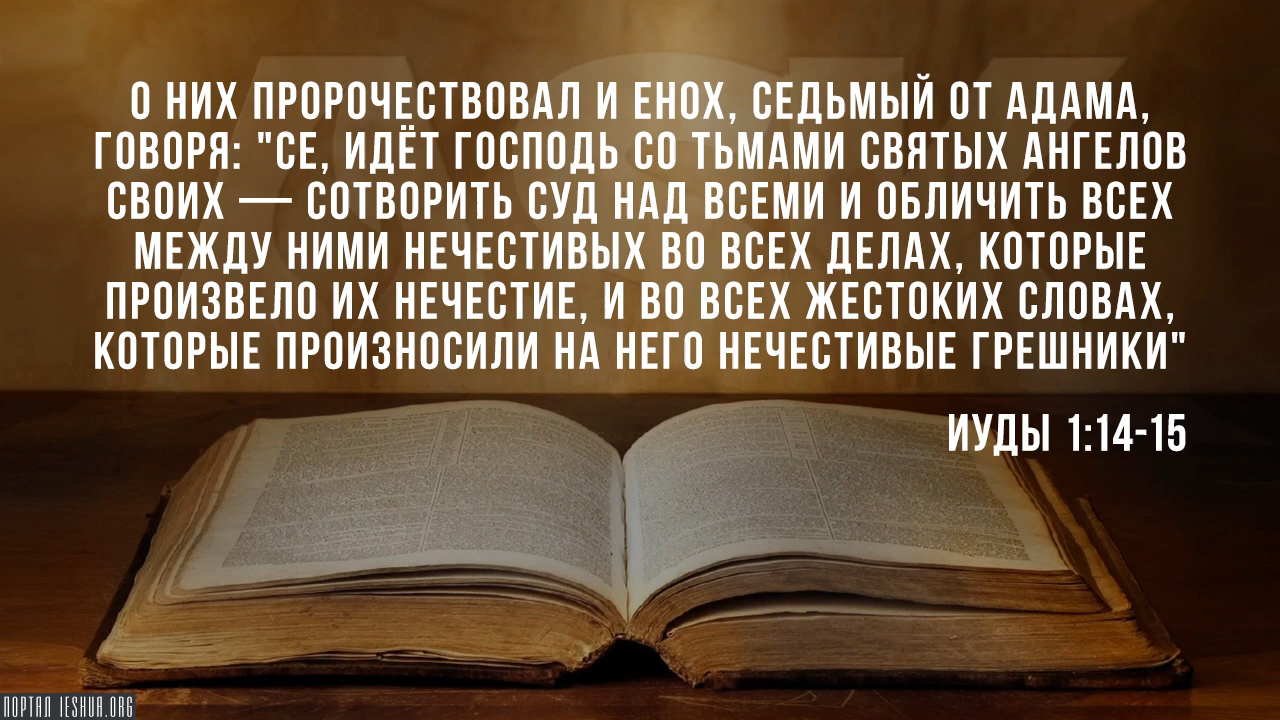 О НИХ ПРОРОЧЕСТВОВАЛ И ЕНОХ, СЕДЬМЫЙ ОТ АДАМА,
ГОВОРЯ: "СЕ, ИДЁТ ГОСПОДЬ СО ТЬМАМИ СВЯТЫХ АНГЕЛОВ
СВОИХ — СОТВОРИТЬ СУД НАД ВСЕМИ И ОБЛИЧИТЬ ВСЕХ
МЕЖДУ НИМИ НЕЧЕСТИВЫХ ВО ВСЕХ ДЕЛАХ, КОТОРЫЕ
ПРОИЗВЕЛО ИХ НЕЧЕСТИЕ, И ВО ВСЕХ ЖЕСТОКИХ СЛОВАХ,
КОТОРЫЕ ПРОИЗНОСИЛИ НА НЕГО НЕЧЕСТИВЫЕ ГРЕШНИКИ"
ИУДЫ 1:14-15
ПОРТАЛ IESHUA.ORG